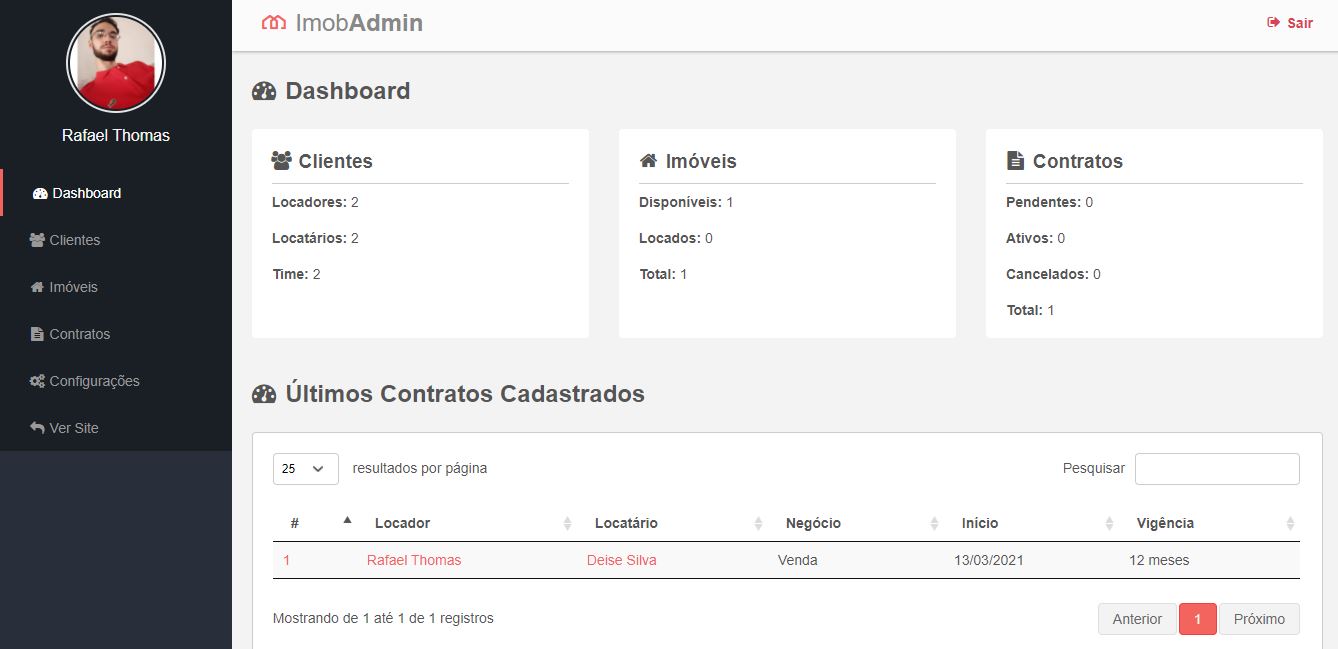 ImobAdmin
Sair
Rafael Thomas
Dashboard
Clientes
Imóveis
Contratos
Configurações
Ver Site
Dashboard
Clientes
Locadores: 2
Locatários: 2
Time: 2
Imóveis
Disponíveis: 1
Locados: 0
Total: 1
Contratos
Pendentes: 0
Ativos: 0
Cancelados: 0
Total: 1
Últimos Contratos Cadastrados
25 resultados por página
Pesquisar
# Locador Locatário Negócio Início Vigência
1 Rafael Thomas Deise Silva Venda 13/03/2021 12 meses
Mostrando de 1 até 1 de 1 registros
Anterior 1 Próximo